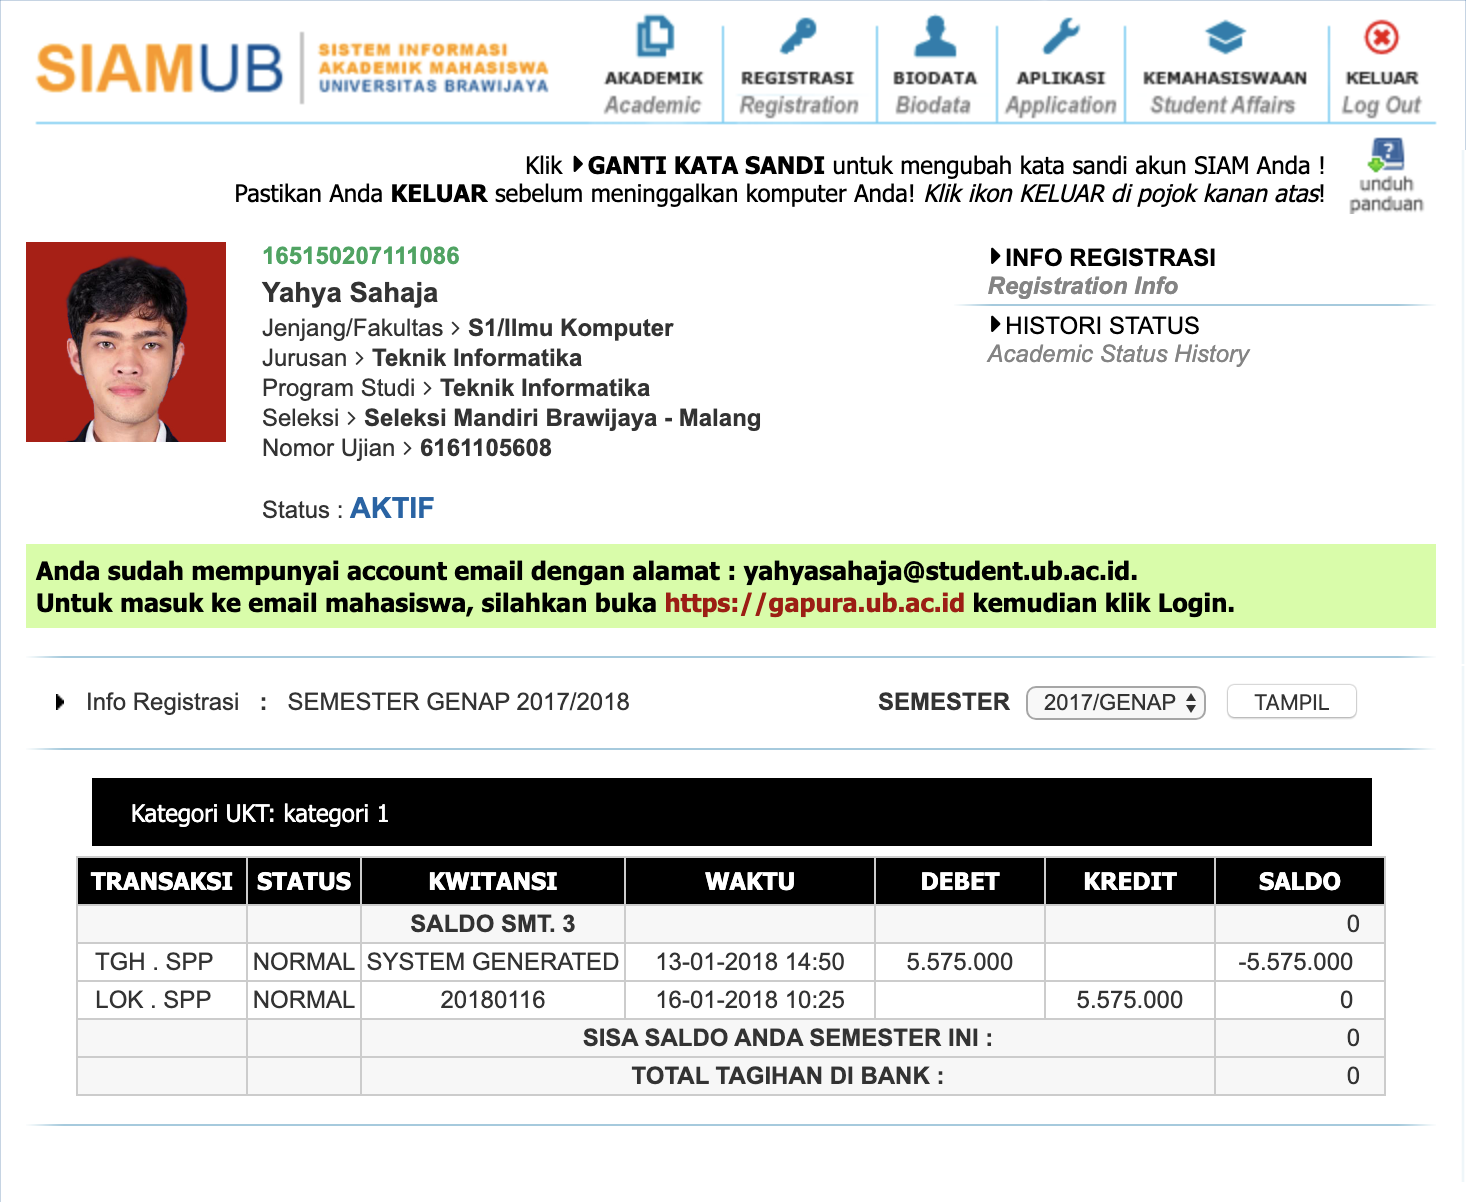 SIAMUB
SISTEM INFORMASI
AKADEMIK MAHASISWA
UNIVERSITAS BRAWIJAYA
AKADEMIK
Academic
REGISTRASI
Registration
BIODATA
Biodata
APLIKASI
Application
KEMAHASISWAAN
Student Affairs
KELUAR
Log Out
Klik GANTI KATA SANDI untuk mengubah kata sandi akun SIAM Anda !
Pastikan Anda KELUAR sebelum meninggalkan komputer Anda! Klik ikon KELUAR di pojok kanan atas!
?
unduh
panduan
165150207111086
Yahya Sahaja
Jenjang/Fakultas > S1/Ilmu Komputer
Jurusan > Teknik Informatika
Program Studi > Teknik Informatika
Seleksi > Seleksi Mandiri Brawijaya - Malang
Nomor Ujian > 6161105608
Status : AKTIF
INFO REGISTRASI
Registration Info
HISTORI STATUS
Academic Status History
Anda sudah mempunyai account email dengan alamat : yahyasahaja@student.ub.ac.id.
Untuk masuk ke email mahasiswa, silahkan buka https://gapura.ub.ac.id kemudian klik Login.
Info Registrasi : SEMESTER GENAP 2017/2018
SEMESTER 2017/GENAP TAMPIL
Kategori UKT: kategori 1
TRANSAKSI STATUS KWITANSI WAKTU DEBET KREDIT SALDO
SALDO SMT. 3 0
TGH . SPP NORMAL SYSTEM GENERATED 13-01-2018 14:50 5.575.000 -5.575.000
LOK . SPP NORMAL 20180116 16-01-2018 10:25 5.575.000 0
SISA SALDO ANDA SEMESTER INI : 0
TOTAL TAGIHAN DI BANK : 0